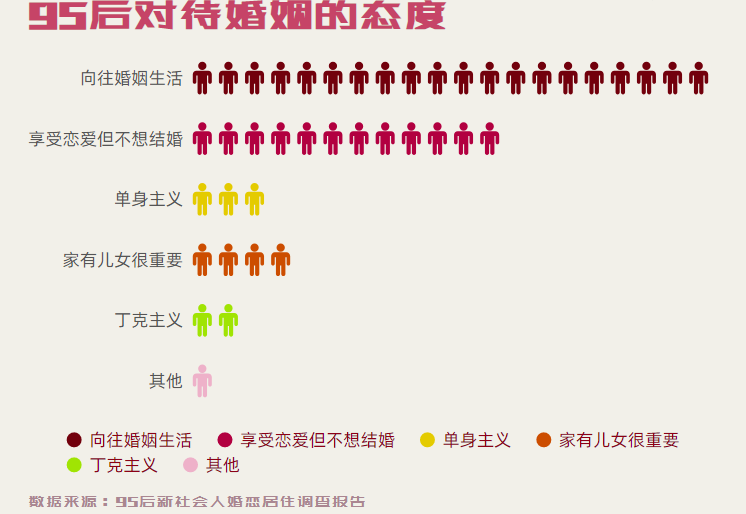 95后对待婚姻的态度
向往婚姻生活
享受恋爱但不想结婚
单身主义
家有儿女很重要
丁克主义
其他
向往婚姻生活 享受恋爱但不想结婚 单身主义 家有儿女很重要
丁克主义 其他
数据来源：95后新社会人婚恋居住调查报告